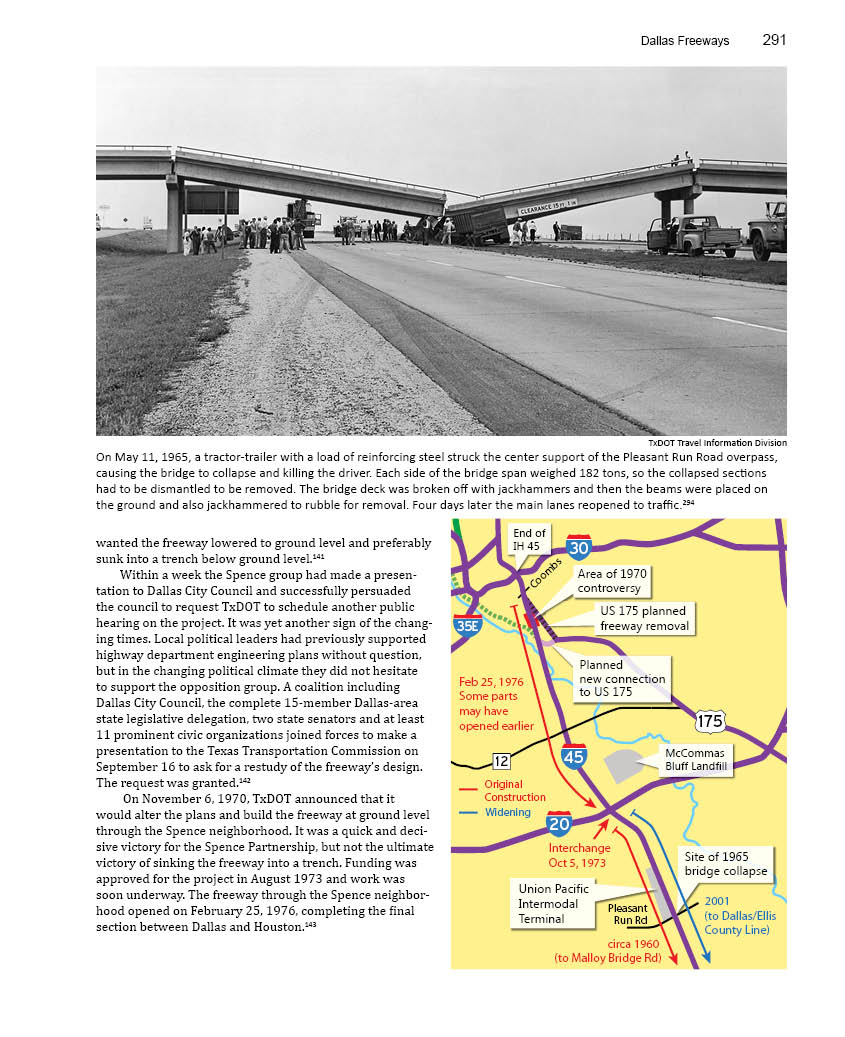 Dallas Freeways 291
CLEARANCE 15 FT. 1 IN
TxDOT Travel Information Division
On May 11, 1965, a tractor-trailer with a load of reinforcing steel struck the center support of the Pleasant Run Road overpass,
causing the bridge to collapse and killing the driver. Each side of the bridge span weighed 182 tons, so the collapsed sections
had to be dismantled to be removed. The bridge deck was broken off with jackhammers and then the beams were placed on
the ground and also jackhammered to rubble for removal. Four days later the main lanes reopened to traffic.²⁹⁴
wanted the freeway lowered to ground level and preferably
sunk into a trench below ground level.¹⁴¹
Within a week the Spence group had made a presen-
tation to Dallas City Council and successfully persuaded
the council to request TxDOT to schedule another public
hearing on the project. It was yet another sign of the chang-
ing times. Local political leaders had previously supported
highway department engineering plans without question,
but in the changing political climate they did not hesitate
to support the opposition group. A coalition including
Dallas City Council, the complete 15-member Dallas-area
state legislative delegation, two state senators and at least
11 prominent civic organizations joined forces to make a
presentation to the Texas Transportation Commission on
September 16 to ask for a restudy of the freeway's design.
The request was granted.¹⁴²
On November 6, 1970, TxDOT announced that it
would alter the plans and build the freeway at ground level
through the Spence neighborhood. It was a quick and deci-
sive victory for the Spence Partnership, but not the ultimate
victory of sinking the freeway into a trench. Funding was
approved for the project in August 1973 and work was
soon underway. The freeway through the Spence neighbor-
hood opened on February 25, 1976, completing the final
section between Dallas and Houston.¹⁴³
End of
IH 45
30
Coombs
Area of 1970
controversy
35E
US 175 planned
freeway removal
Planned
new connection
to US 175
Feb 25, 1976
Some parts
may have
opened earlier
175
12
45
McCommas
Bluff Landfill
Original
Construction
Widening
20
Interchange
Oct 5, 1973
Site of 1965
bridge collapse
Union Pacific
Intermodal
Terminal
Pleasant
Run Rd
2001
(to Dallas/Ellis
County Line)
circa 1960
(to Malloy Bridge Rd)